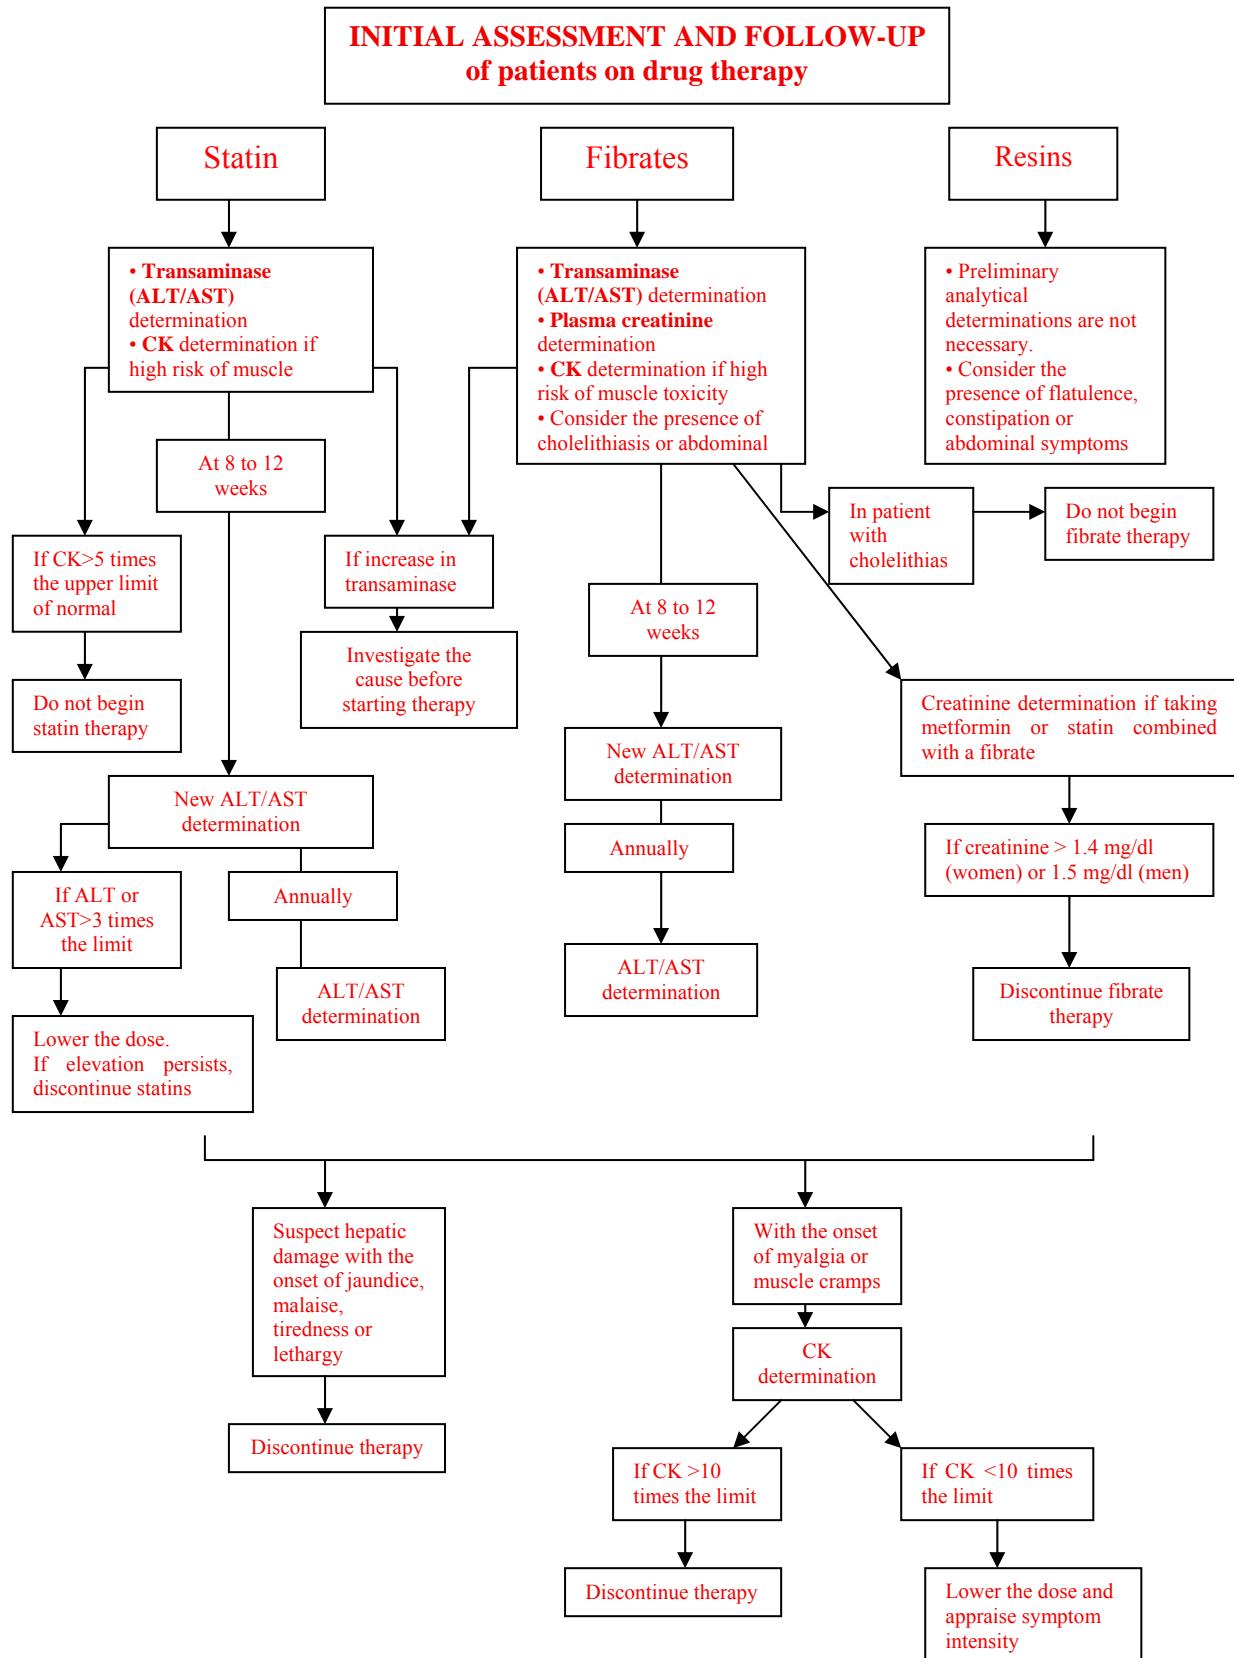 INITIAL ASSESSMENT AND FOLLOW-UP
of patients on drug therapy
Statin
Fibrates
Resins
• Transaminase
(ALT/AST)
determination
• CK determination if
high risk of muscle
• Transaminase
(ALT/AST) determination
• Plasma creatinine
determination
• CK determination if high
risk of muscle toxicity
• Consider the presence of
cholelithiasis or abdominal
• Preliminary
analytical
determinations are not
necessary.
• Consider the
presence of flatulence,
constipation or
abdominal symptoms
At 8 to 12
weeks
If CK>5 times
the upper limit
of normal
If increase in
transaminase
In patient
with
cholelithias
Do not begin
fibrate therapy
At 8 to 12
weeks
Investigate the
cause before
starting therapy
Do not begin
statin therapy
Creatinine determination if taking
metformin or statin combined
with a fibrate
New ALT/AST
determination
New ALT/AST
determination
Annually
If creatinine > 1.4 mg/dl
(women) or 1.5 mg/dl (men)
If ALT or
AST>3 times
the limit
Annually
ALT/AST
determination
ALT/AST
determination
Discontinue fibrate
therapy
Lower the dose.
If elevation persists,
discontinue statins
Suspect hepatic
damage with the
onset of jaundice,
malaise,
tiredness or
lethargy
With the onset
of myalgia or
muscle cramps
CK
determination
Discontinue therapy
If CK >10
times the limit
If CK <10 times
the limit
Discontinue therapy
Lower the dose and
appraise symptom
intensity